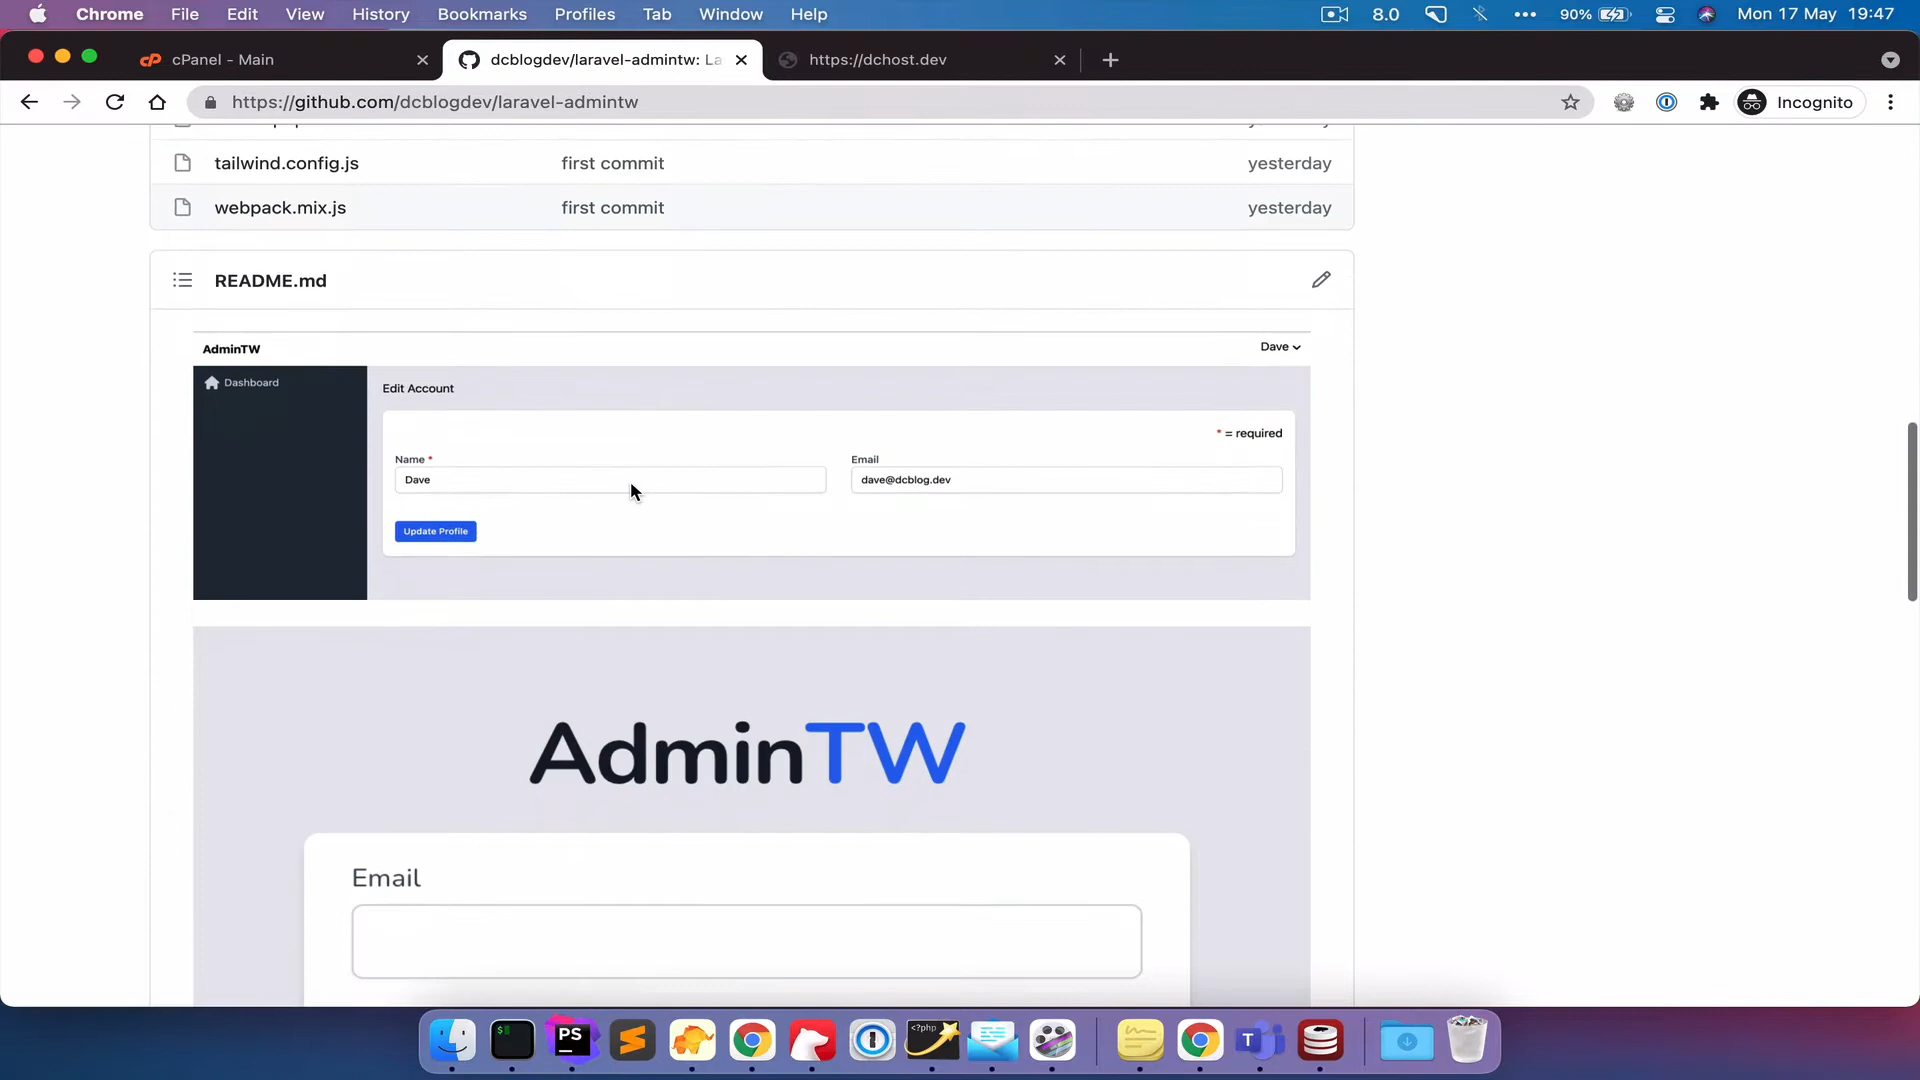 Chrome File Edit View History Bookmarks Profiles Tab Window Help 8.0 90% Mon 17 May 19:47
cPanel - Main
dcblogdev/laravel-admintw: La
https://dchost.dev
https://github.com/dcblogdev/laravel-admintw
Incognito
yesterday
tailwind.config.js first commit yesterday
webpack.mix.js first commit yesterday
README.md
AdminTW Dave
Dashboard
Edit Account
* = required
Name * Email
Dave dave@dcblog.dev
Update Profile
AdminTW
Email
PS
<?php
T